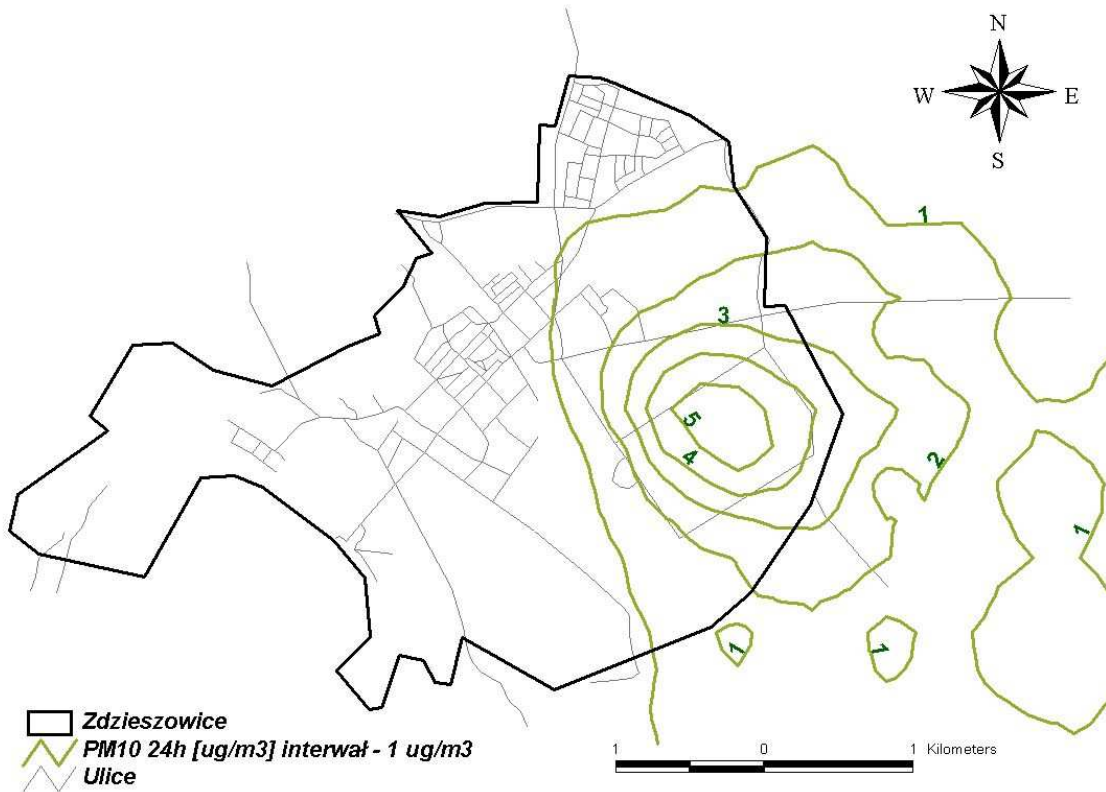 N
W E
S
1
3
5
4
2
1
1
1
Zdzieszowice
PM10 24h [ug/m3] interwał - 1 ug/m3
Ulice
1 0 1 Kilometers